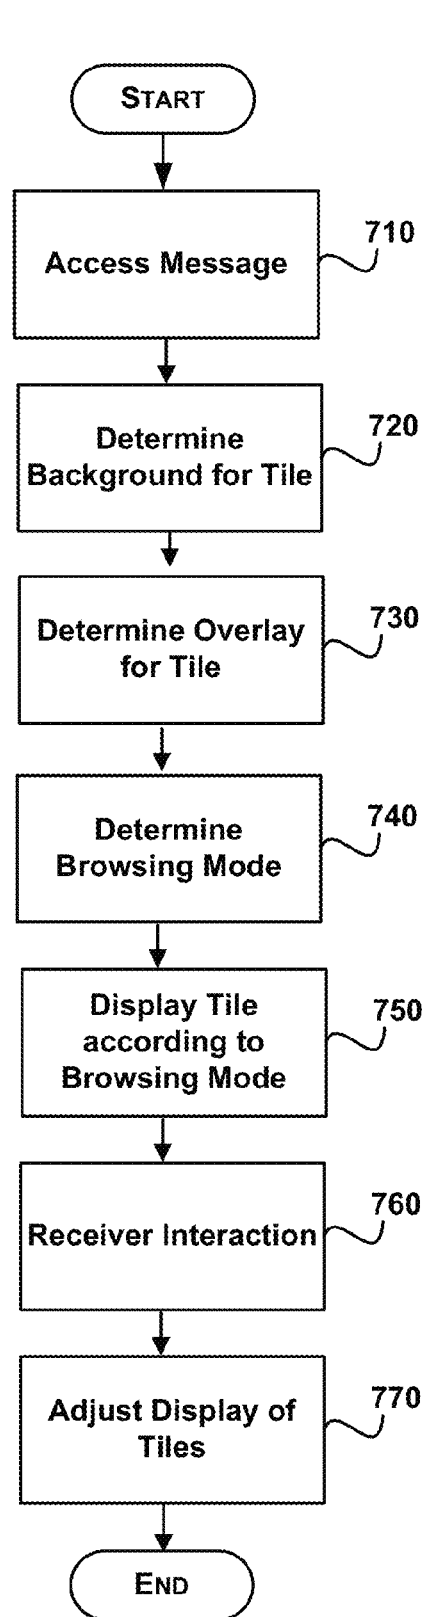 START
Access Message
710
Determine
Background for Tile
720
Determine Overlay
for Tile
730
Determine
Browsing Mode
740
Display Tile
according to
Browsing Mode
750
Receiver Interaction
760
Adjust Display of
Tiles
770
END